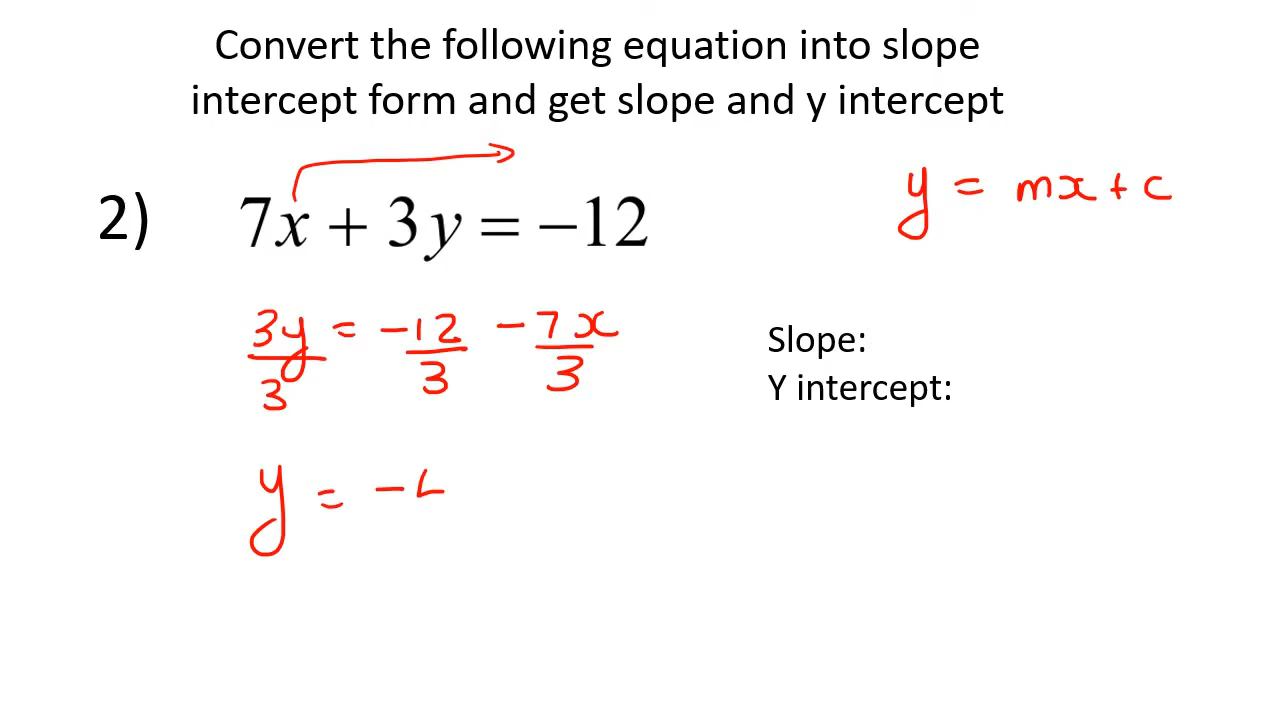 Convert the following equation into slope
intercept form and get slope and y intercept
y = mx + c
2) 7x + 3y = −12
3y/3 = −12/3 − 7x/3
Slope:
Y intercept:
y = −